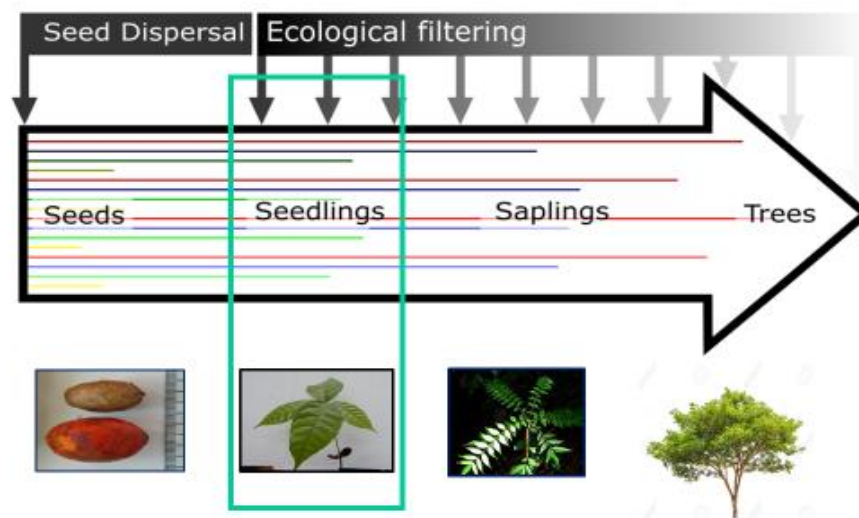 Seed Dispersal
Ecological filtering
Seeds
Seedlings
Saplings
Trees